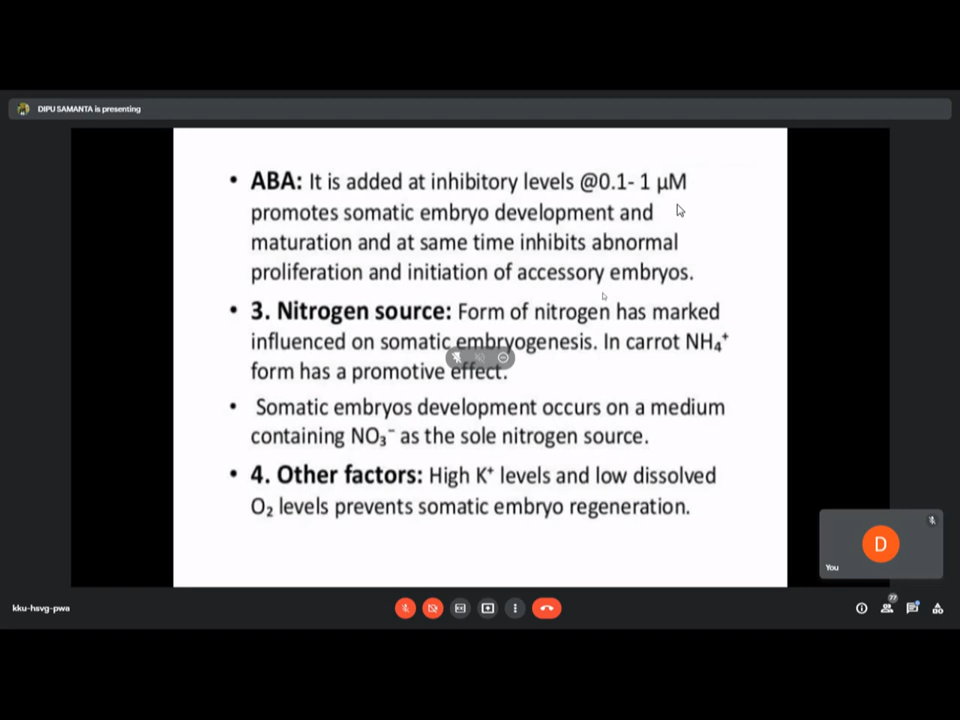 DIPU SAMANTA is presenting
• ABA: It is added at inhibitory levels @0.1- 1 µM
promotes somatic embryo development and
maturation and at same time inhibits abnormal
proliferation and initiation of accessory embryos.
• 3. Nitrogen source: Form of nitrogen has marked
influenced on somatic embryogenesis. In carrot NH₄⁺
form has a promotive effect.
• Somatic embryos development occurs on a medium
containing NO₃⁻ as the sole nitrogen source.
• 4. Other factors: High K⁺ levels and low dissolved
O₂ levels prevents somatic embryo regeneration.
D
You
kku-hsvg-pwa
77